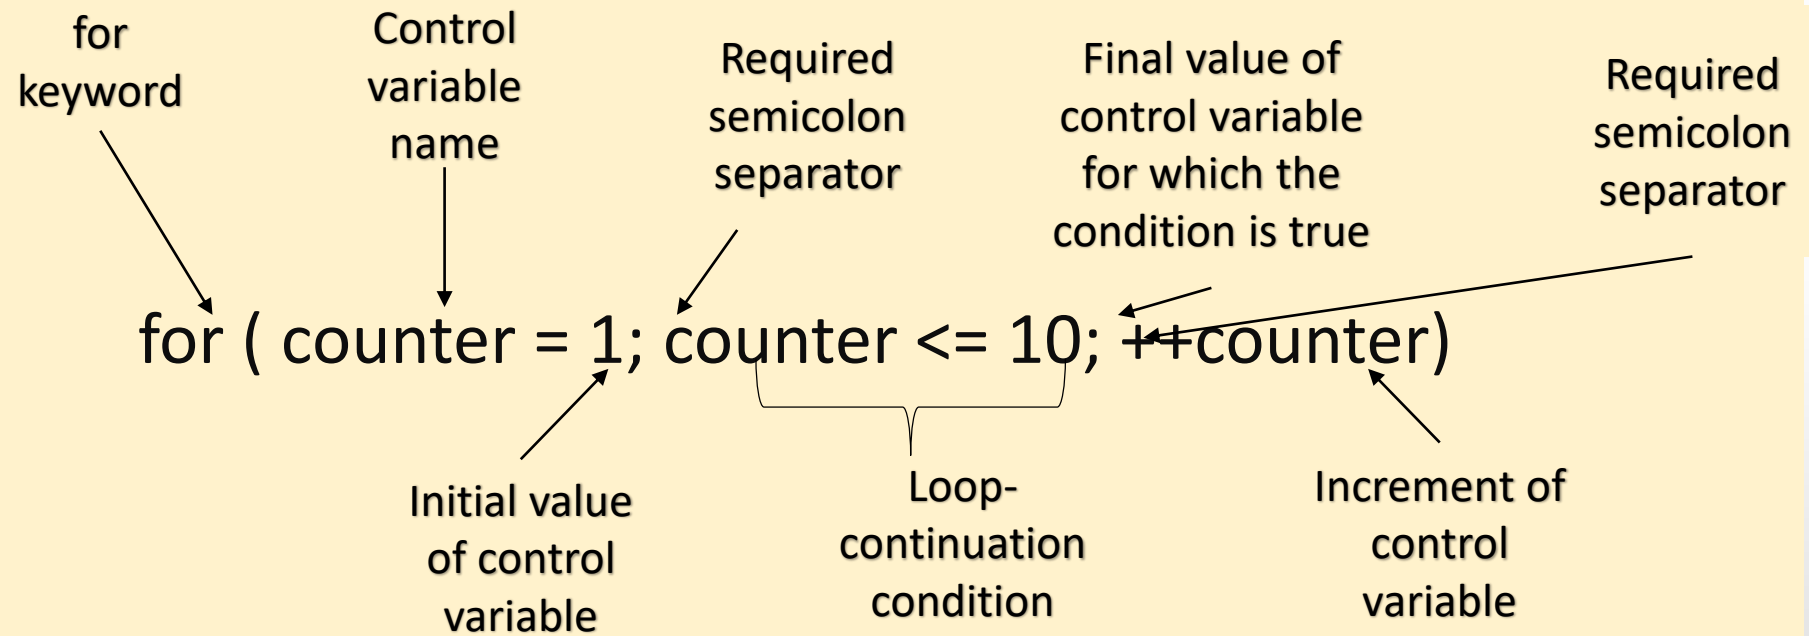 for
keyword
Control
variable
name
Required
semicolon
separator
Final value of
control variable
for which the
condition is true
Required
semicolon
separator
for ( counter = 1; counter <= 10; ++counter)
Initial value
of control
variable
Loop-
continuation
condition
Increment of
control
variable